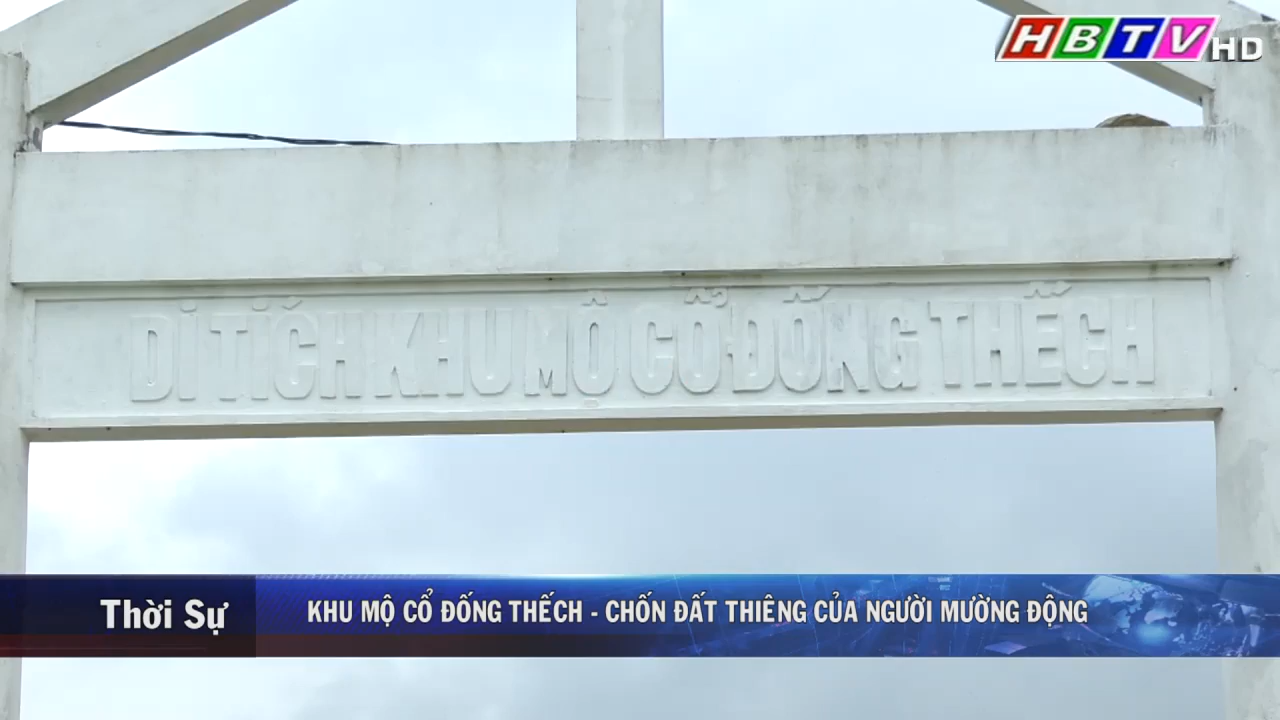 HBTV HD
DI TÍCH KHU MỘ CỔ ĐỐNG THẾCH
Thời Sự
KHU MỘ CỔ ĐỐNG THẾCH - CHỐN ĐẤT THIÊNG CỦA NGƯỜI MƯỜNG ĐỘNG